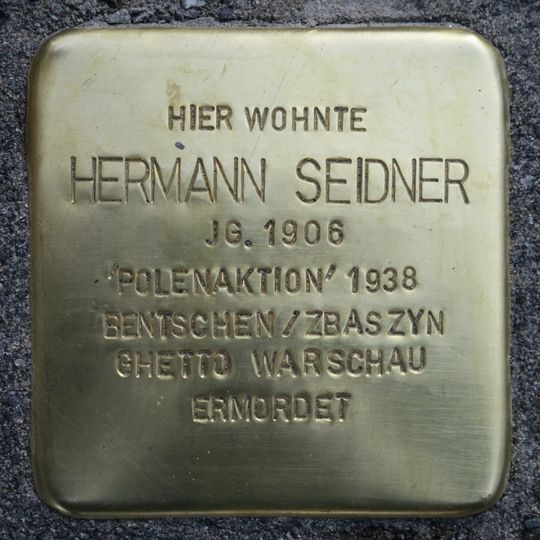 HIER WOHNTE
HERMANN SEIDNER
JG. 1906
'POLENAKTION' 1938
BENTSCHEN/ZBASZYN
GHETTO WARSCHAU
ERMORDET